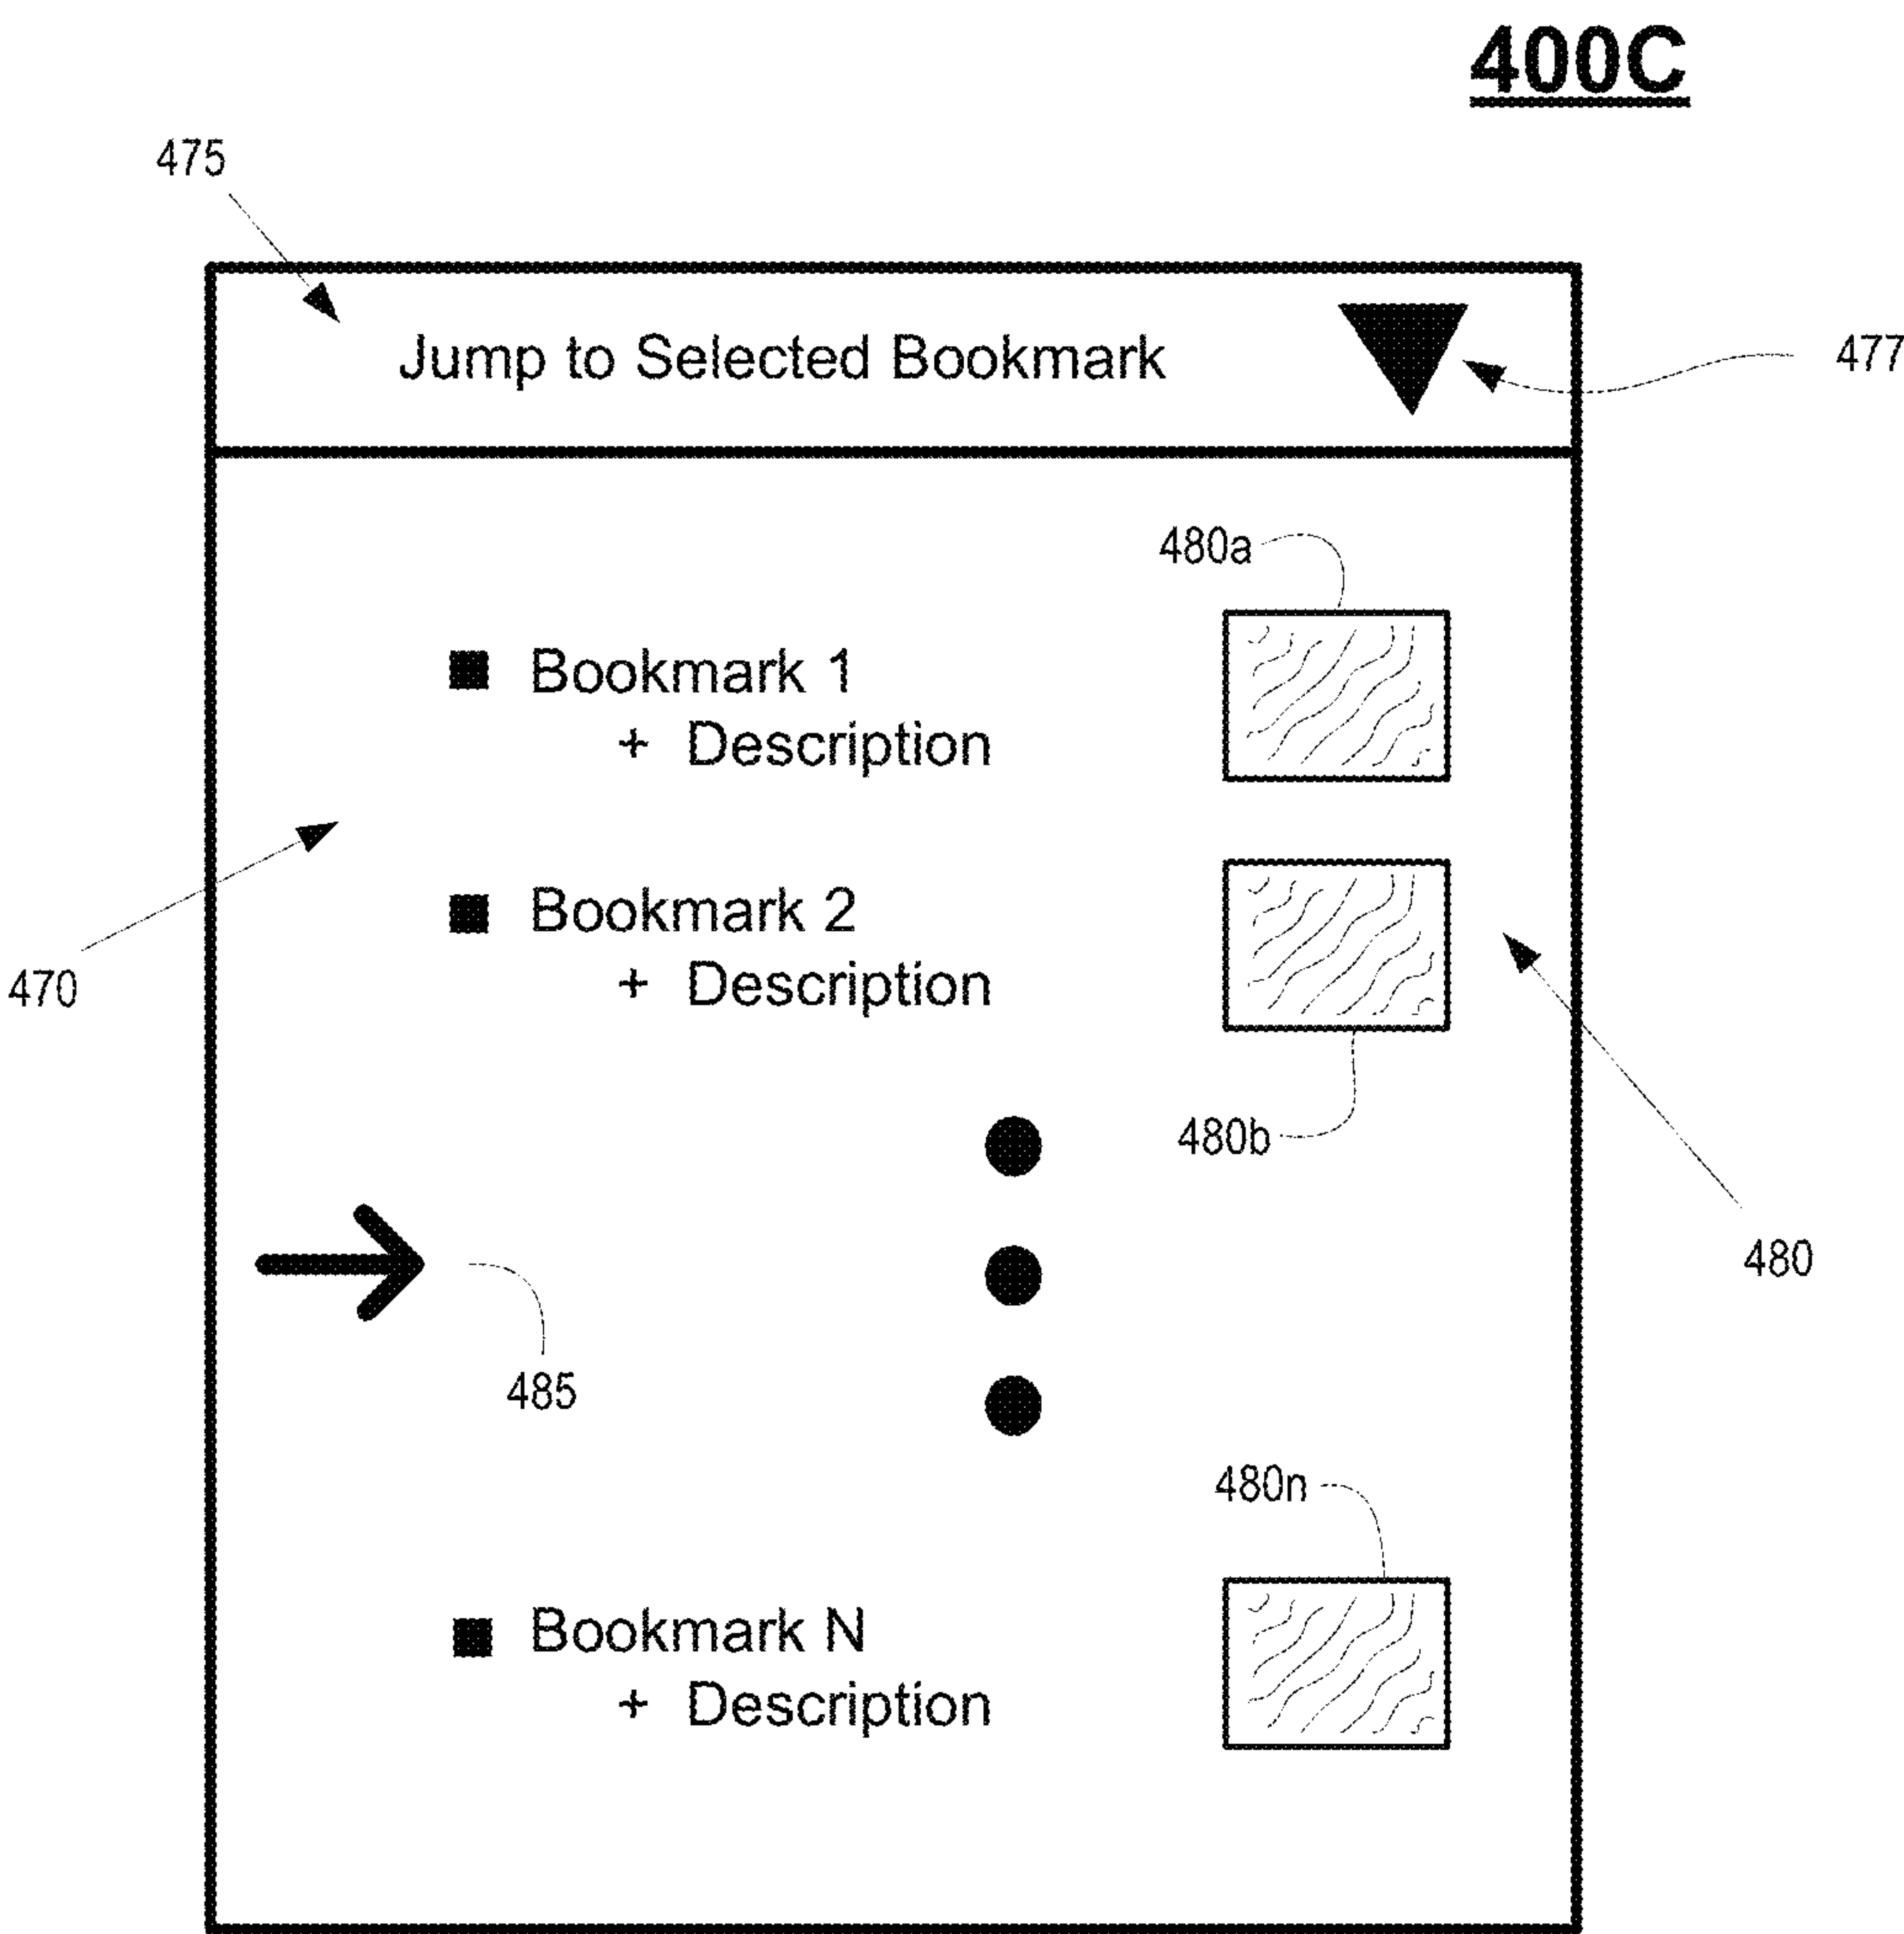 400C
475
Jump to Selected Bookmark
477
480a
■ Bookmark 1
+ Description
470
■ Bookmark 2
+ Description
480b
480
485
480n
■ Bookmark N
+ Description